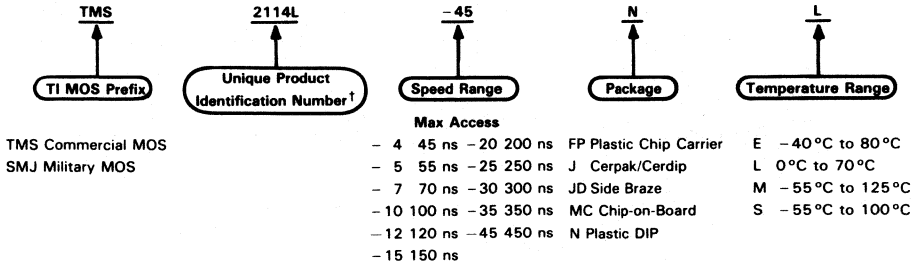 TMS 2114L -45 N L
TI MOS Prefix
Unique Product
Identification Number†
Speed Range
Package
Temperature Range
Max Access
TMS Commercial MOS
SMJ Military MOS
- 4 45 ns -20 200 ns
- 5 55 ns -25 250 ns
- 7 70 ns -30 300 ns
-10 100 ns -35 350 ns
-12 120 ns -45 450 ns
-15 150 ns
FP Plastic Chip Carrier
J Cerpak/Cerdip
JD Side Braze
MC Chip-on-Board
N Plastic DIP
E -40°C to 80°C
L 0°C to 70°C
M -55°C to 125°C
S -55°C to 100°C